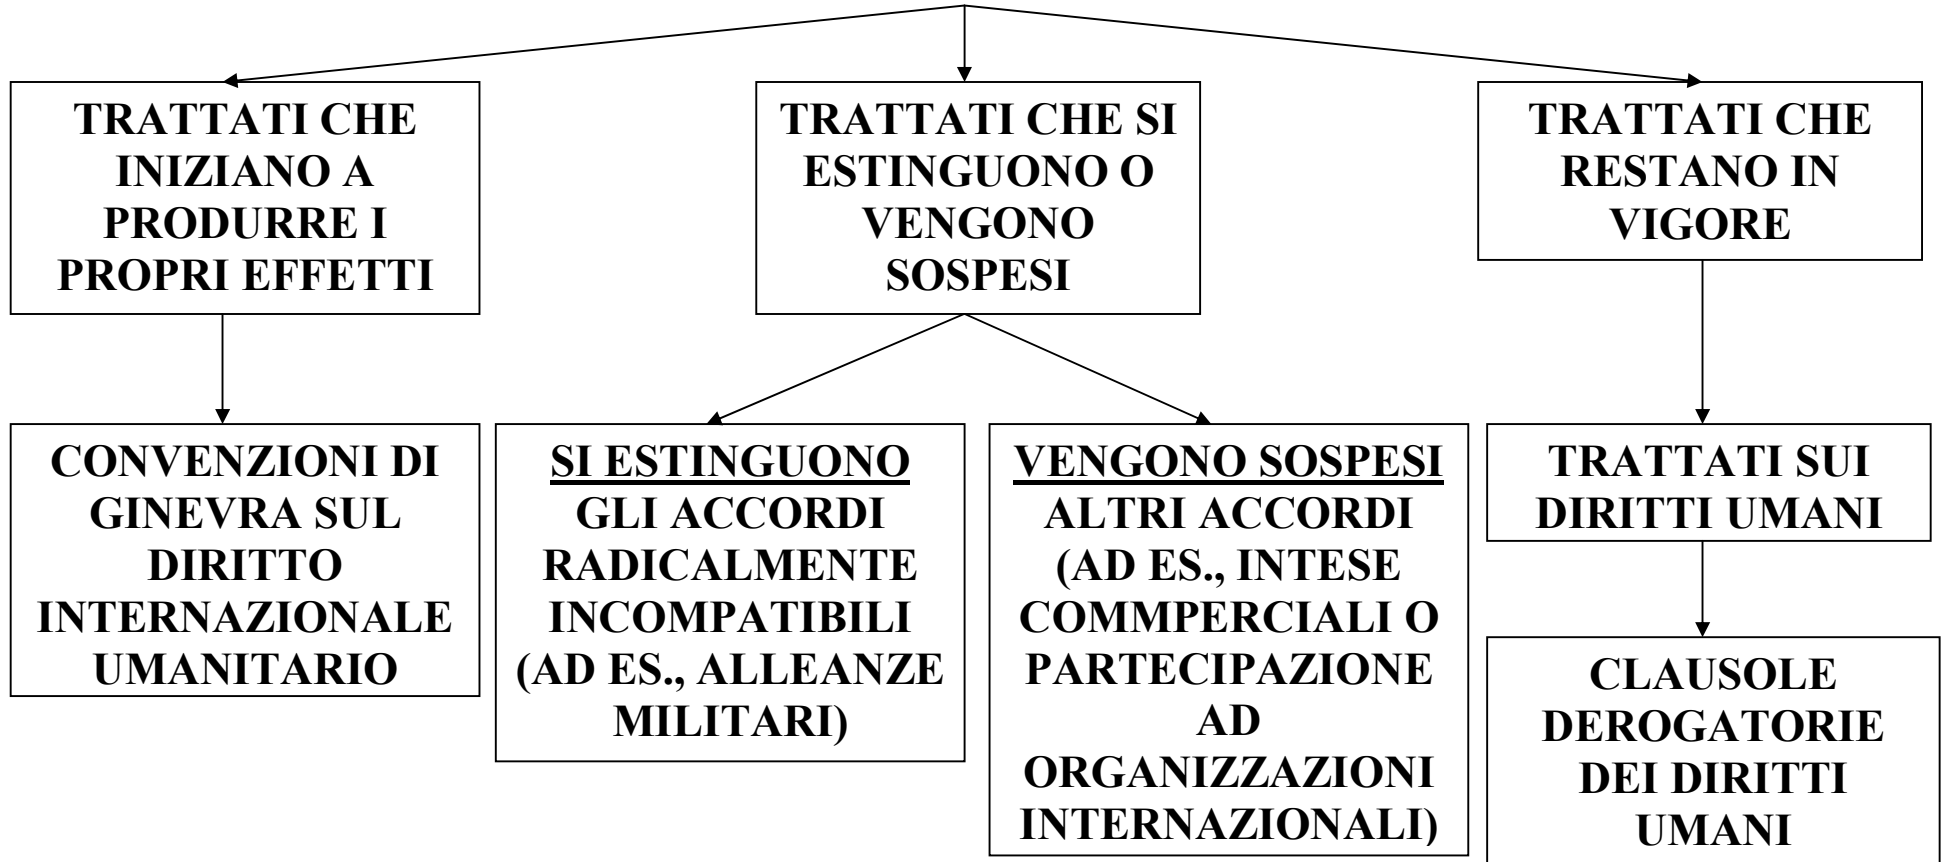 TRATTATI CHE
INIZIANO A
PRODURRE I
PROPRI EFFETTI
TRATTATI CHE SI
ESTINGUONO O
VENGONO
SOSPESI
TRATTATI CHE
RESTANO IN
VIGORE
CONVENZIONI DI
GINEVRA SUL
DIRITTO
INTERNAZIONALE
UMANITARIO
SI ESTINGUONO
GLI ACCORDI
RADICALMENTE
INCOMPATIBILI
(AD ES., ALLEANZE
MILITARI)
VENGONO SOSPESI
ALTRI ACCORDI
(AD ES., INTESE
COMMPERCIALI O
PARTECIPAZIONE
AD
ORGANIZZAZIONI
INTERNAZIONALI)
TRATTATI SUI
DIRITTI UMANI
CLAUSOLE
DEROGATORIE
DEI DIRITTI
UMANI